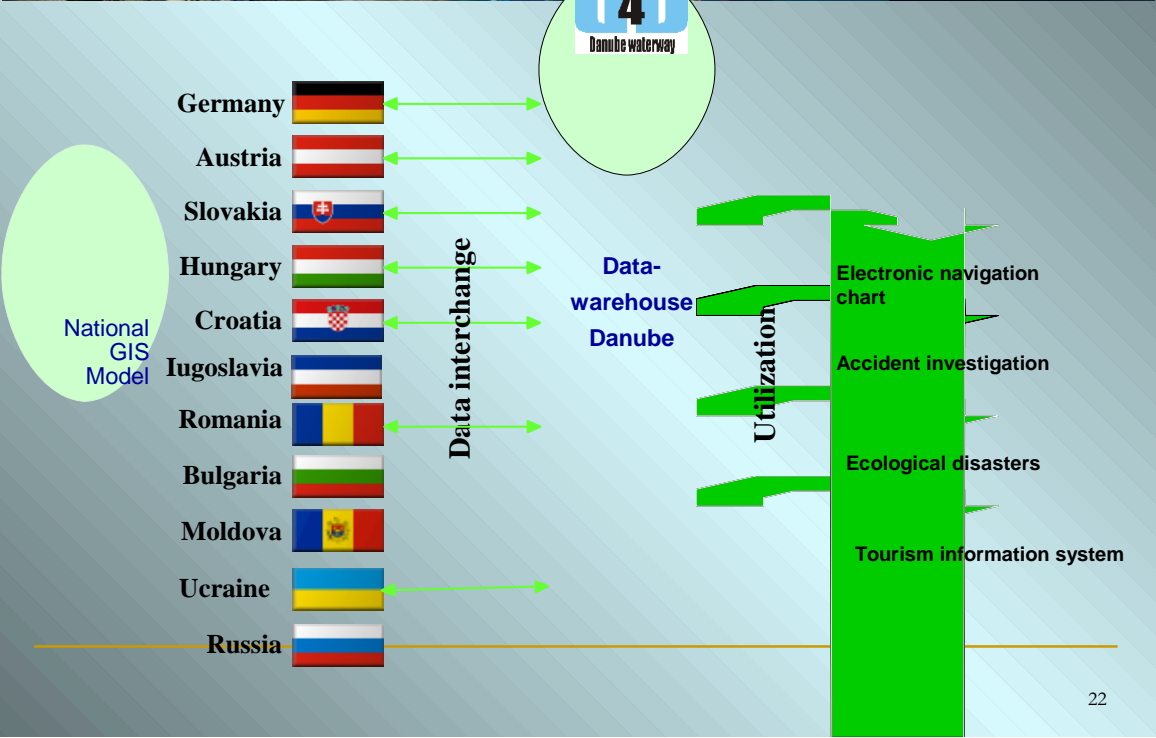 4
Danube waterway
Germany
Austria
Slovakia
Hungary
Croatia
Iugoslavia
Romania
Bulgaria
Moldova
Ucraine
Russia
National
GIS
Model
Data interchange
Data-
warehouse
Danube
Utilization
Electronic navigation
chart
Accident investigation
Ecological disasters
Tourism information system
22